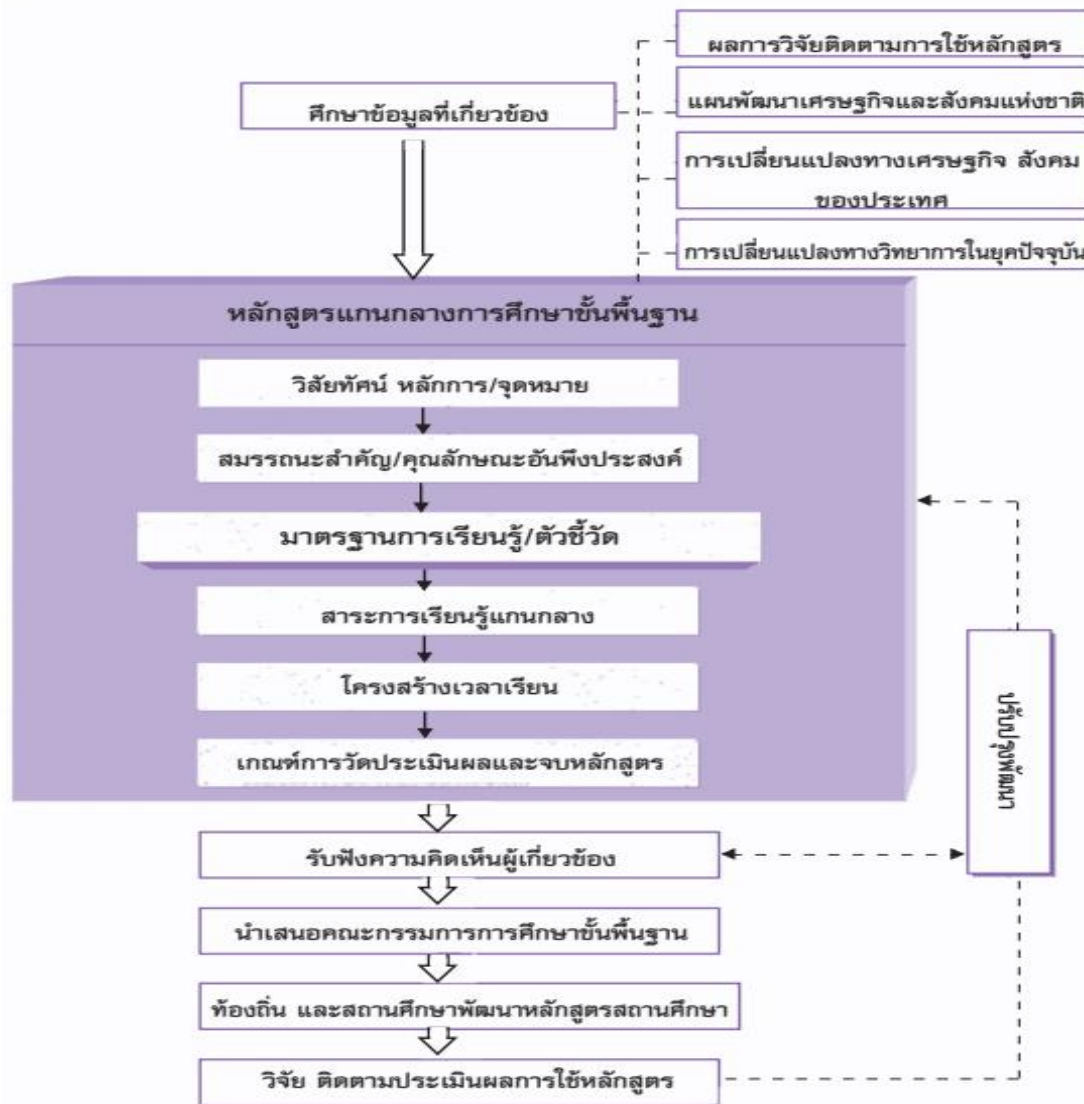 ศึกษาข้อมูลที่เกี่ยวข้อง
ผลการวิจัยติดตามการใช้หลักสูตร
แผนพัฒนาเศรษฐกิจและสังคมแห่งชาติ
การเปลี่ยนแปลงทางเศรษฐกิจ สังคม
ของประเทศ
การเปลี่ยนแปลงทางวิทยาการในยุคปัจจุบัน
หลักสูตรแกนกลางการศึกษาขั้นพื้นฐาน
วิสัยทัศน์ หลักการ/จุดหมาย
สมรรถนะสำคัญ/คุณลักษณะอันพึงประสงค์
มาตรฐานการเรียนรู้/ตัวชี้วัด
สาระการเรียนรู้แกนกลาง
โครงสร้างเวลาเรียน
เกณฑ์การวัดประเมินผลและจบหลักสูตร
ปรับปรุงพัฒนา
รับฟังความคิดเห็นผู้เกี่ยวข้อง
นำเสนอคณะกรรมการการศึกษาขั้นพื้นฐาน
ท้องถิ่น และสถานศึกษาพัฒนาหลักสูตรสถานศึกษา
วิจัย ติดตามประเมินผลการใช้หลักสูตร